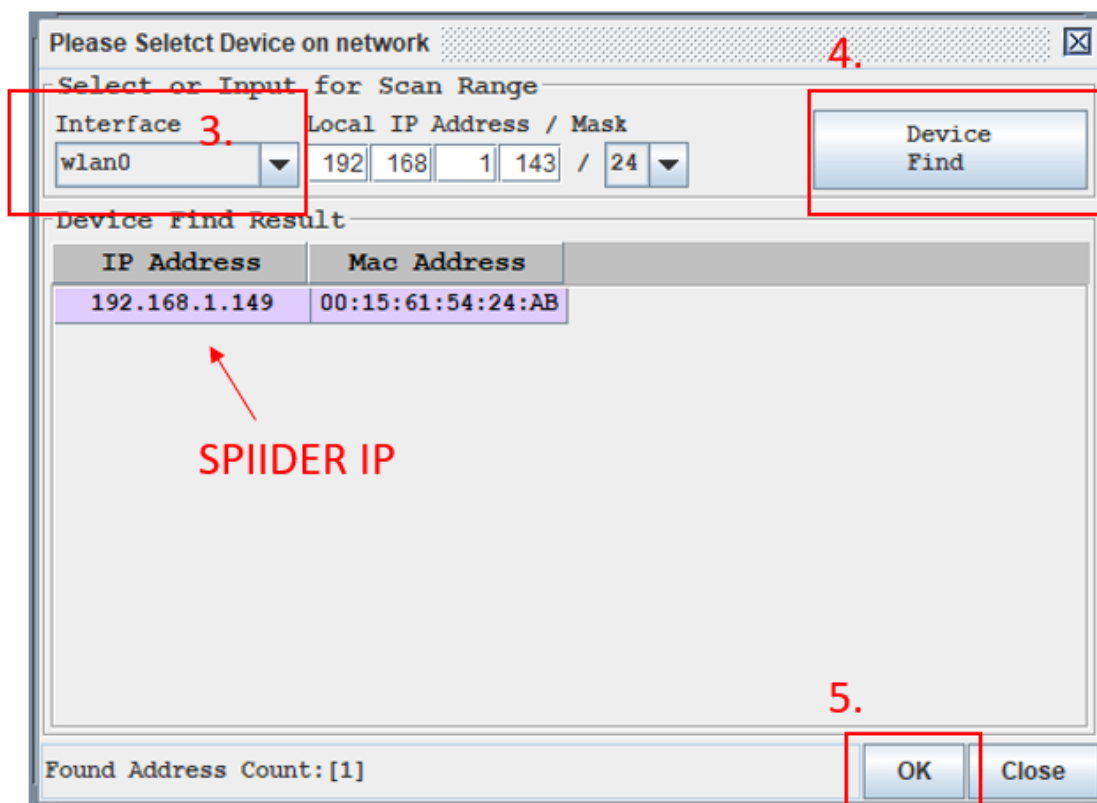 Please Seletct Device on network
4.
Select or Input for Scan Range
Interface 3. Local IP Address / Mask
wlan0 192 168 1 143 / 24
Device
Find
Device Find Result
IP Address Mac Address
192.168.1.149 00:15:61:54:24:AB
SPIIDER IP
5.
Found Address Count:[1]
OK Close